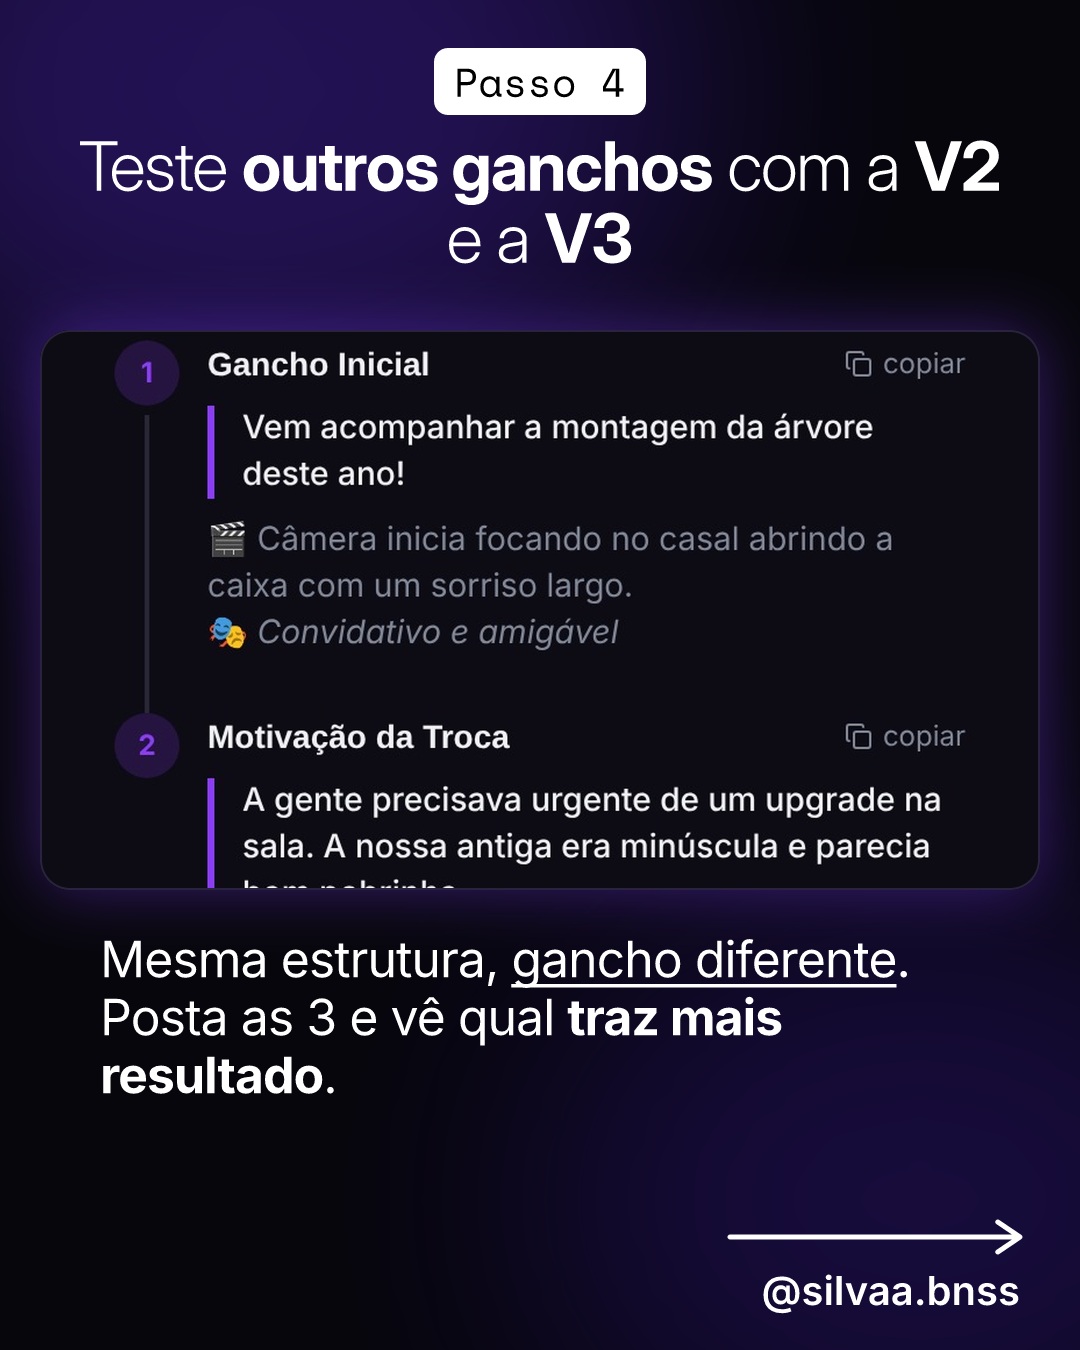 Passo 4
Teste outros ganchos com a V2
e a V3
1
Gancho Inicial
copiar
Vem acompanhar a montagem da árvore
deste ano!
🎬 Câmera inicia focando no casal abrindo a
caixa com um sorriso largo.
🎭 Convidativo e amigável
2
Motivação da Troca
copiar
A gente precisava urgente de um upgrade na
sala. A nossa antiga era minúscula e parecia
Mesma estrutura, gancho diferente.
Posta as 3 e vê qual traz mais
resultado.
@silvaa.bnss